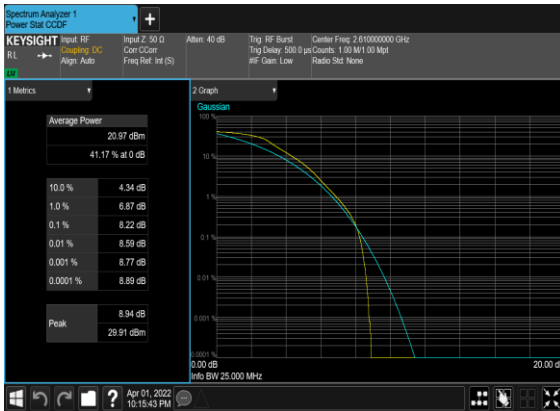 Spectrum Analyzer 1
Power Stat CCDF
+
KEYSIGHT
RL
LXI
Input: RF
Coupling: DC
Align: Auto
Input Z: 50 Ω
Corr CCorr
Freq Ref: Int (S)
Atten: 40 dB
Trig: RF Burst
Trig Delay: 500.0 µs
#IF Gain: Low
Center Freq: 2.610000000 GHz
Counts: 1.00 M/1.00 Mpt
Radio Std: None
1 Metrics
Average Power
20.97 dBm
41.17 % at 0 dB
10.0 % 4.34 dB
1.0 % 6.87 dB
0.1 % 8.22 dB
0.01 % 8.59 dB
0.001 % 8.77 dB
0.0001 % 8.89 dB
Peak
8.94 dB
29.91 dBm
2 Graph
Gaussian
100 %
10 %
1 %
0.1 %
0.01 %
0.001 %
0.0001 %
0.00 dB
20.00 d
Info BW 25.000 MHz
?
Apr 01, 2022
10:15:43 PM